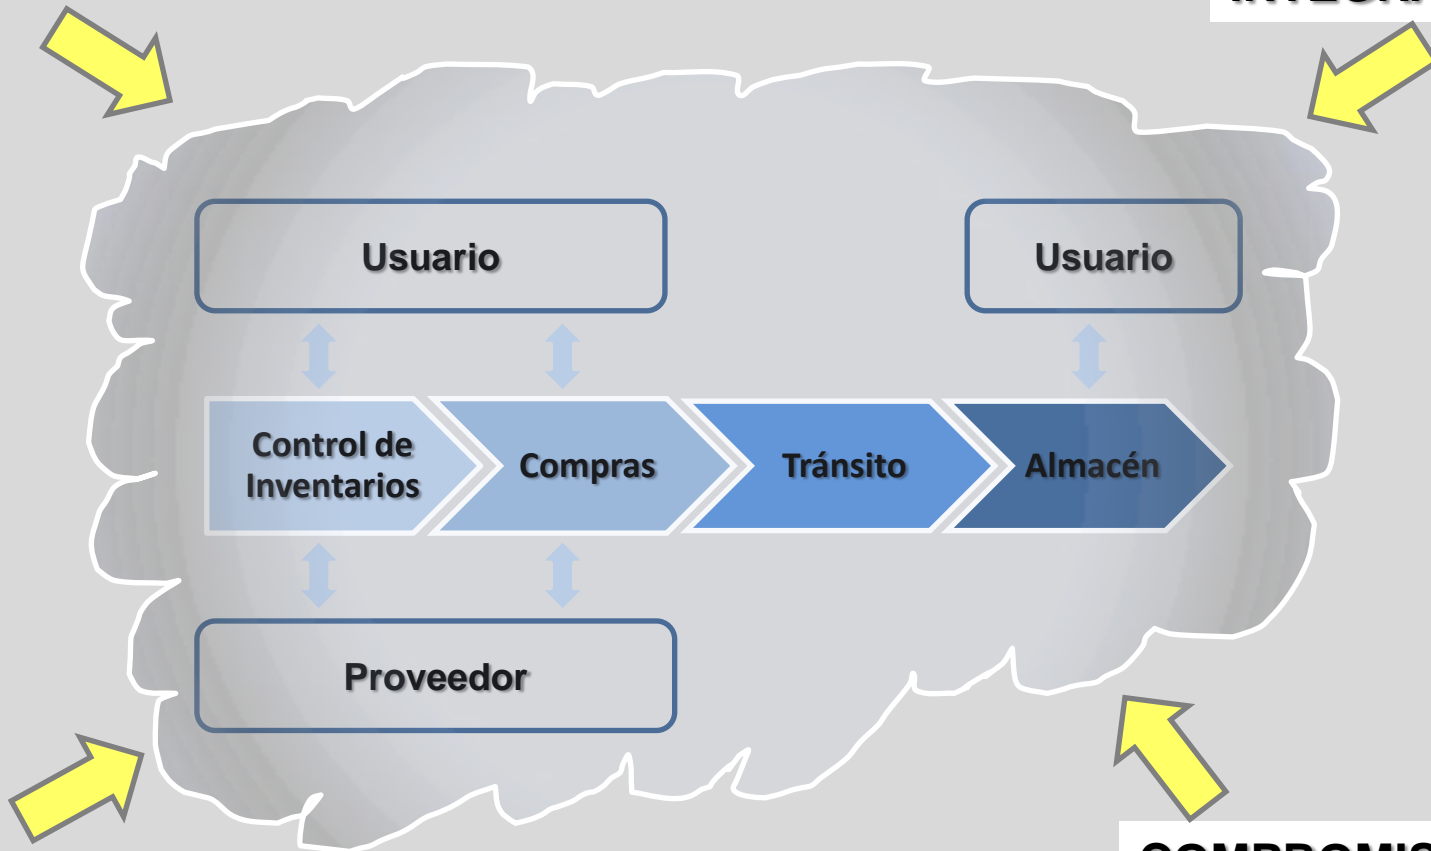 Usuario
Usuario
Control de
Inventarios
Compras
Tránsito
Almacén
Proveedor